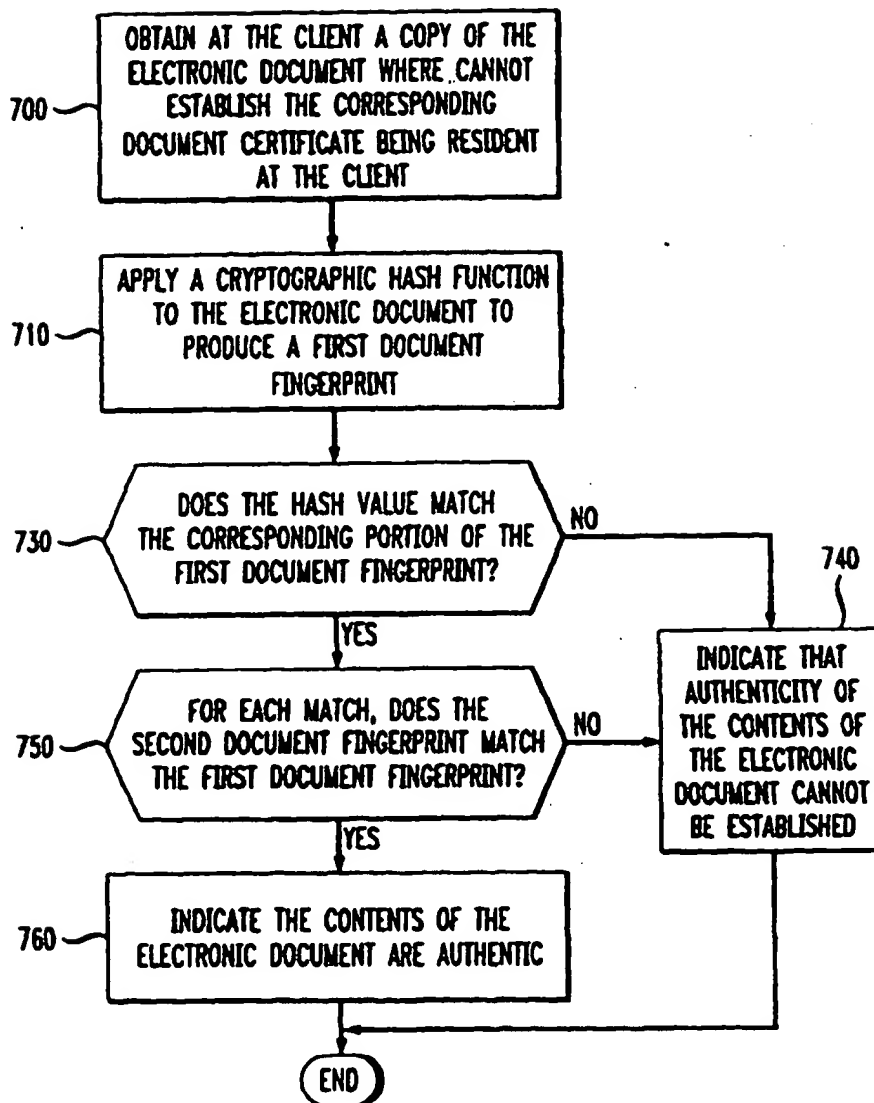 OBTAIN AT THE CLIENT A COPY OF THE
ELECTRONIC DOCUMENT WHERE CANNOT
ESTABLISH THE CORRESPONDING
DOCUMENT CERTIFICATE BEING RESIDENT
AT THE CLIENT
700
APPLY A CRYPTOGRAPHIC HASH FUNCTION
TO THE ELECTRONIC DOCUMENT TO
PRODUCE A FIRST DOCUMENT
FINGERPRINT
710
DOES THE HASH VALUE MATCH
THE CORRESPONDING PORTION OF THE
FIRST DOCUMENT FINGERPRINT?
730
NO
YES
740
INDICATE THAT
AUTHENTICITY OF
THE CONTENTS OF
THE ELECTRONIC
DOCUMENT CANNOT
BE ESTABLISHED
FOR EACH MATCH, DOES THE
SECOND DOCUMENT FINGERPRINT MATCH
THE FIRST DOCUMENT FINGERPRINT?
750
NO
YES
INDICATE THE CONTENTS OF THE
ELECTRONIC DOCUMENT ARE AUTHENTIC
760
END